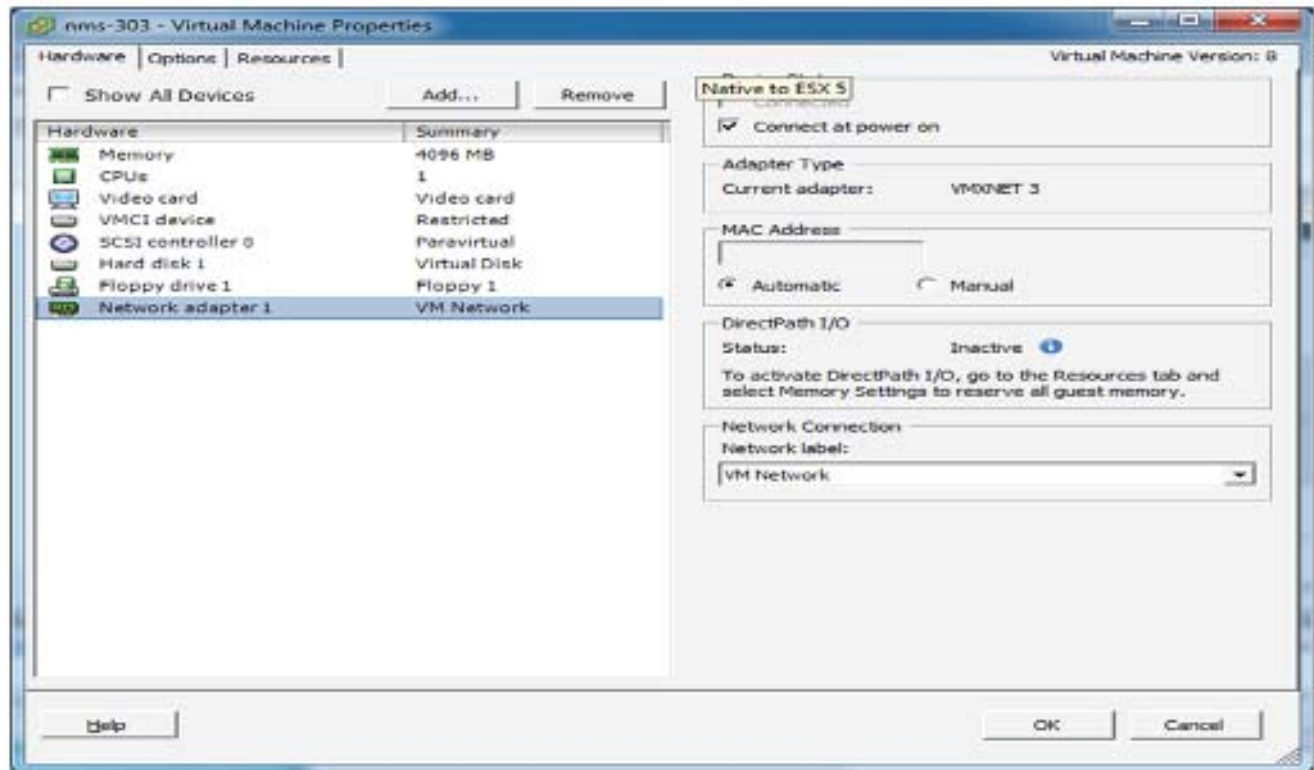 nms-303 - Virtual Machine Properties
Hardware Options Resources
Virtual Machine Version: 8
Show All Devices
Add...
Remove
Hardware Summary
Memory 4096 MB
CPUs 1
Video card Video card
VMCI device Restricted
SCSI controller 0 Paravirtual
Hard disk 1 Virtual Disk
Floppy drive 1 Floppy 1
Network adapter 1 VM Network
Native to ESX 5
Connected
Connect at power on
Adapter Type
Current adapter: VMXNET 3
MAC Address
Automatic Manual
DirectPath I/O
Status: Inactive
To activate DirectPath I/O, go to the Resources tab and
select Memory Settings to reserve all guest memory.
Network Connection
Network label:
VM Network
Help
OK
Cancel